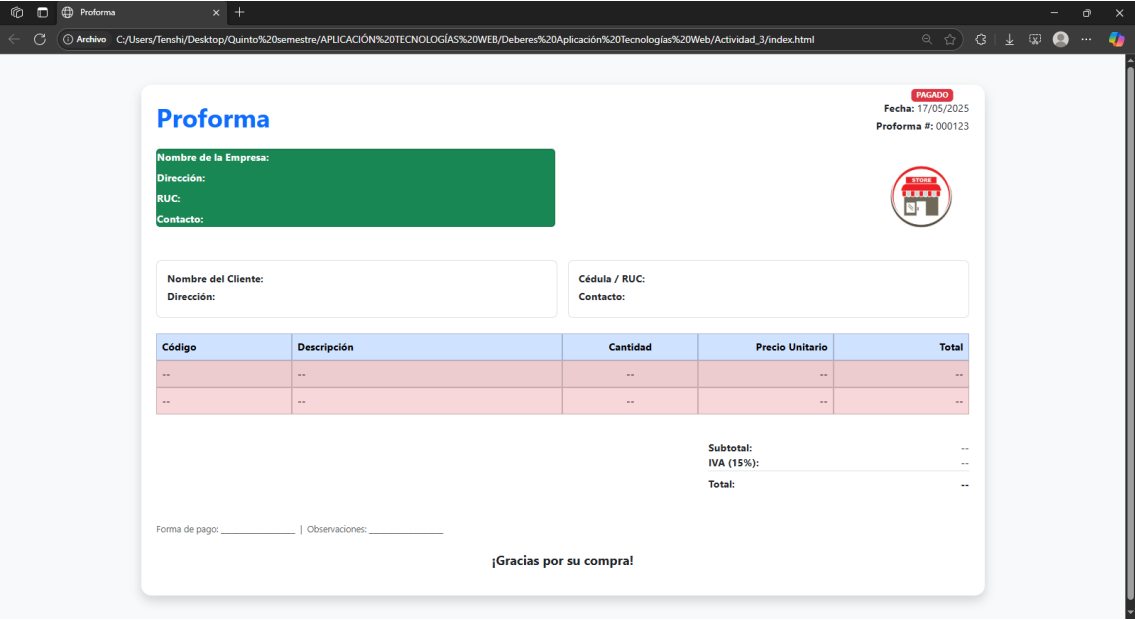 Proforma
Archivo C:/Users/Tenshi/Desktop/Quinto%20semestre/APLICACIÓN%20TECNOLOGÍAS%20WEB/Deberes%20Aplicación%20Tecnologías%20Web/Actividad_3/index.html
PAGADO
Proforma
Fecha: 17/05/2025
Proforma #: 000123
Nombre de la Empresa:
Dirección:
RUC:
Contacto:
STORE
Nombre del Cliente:
Dirección:
Cédula / RUC:
Contacto:
Código Descripción Cantidad Precio Unitario Total
-- -- -- -- --
-- -- -- -- --
Subtotal: --
IVA (15%): --
Total: --
Forma de pago: _______________ | Observaciones: _______________
¡Gracias por su compra!